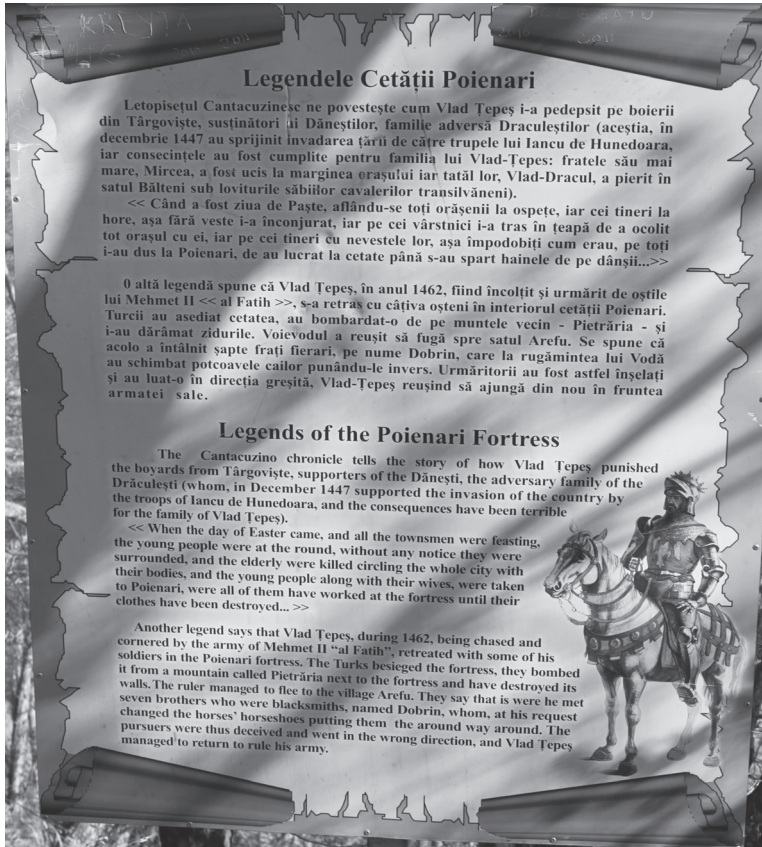 KREYTA
2010 2011
2011
Legendele Cetății Poienari
Letopisețul Cantacuzinesc ne povestește cum Vlad Țepeș i-a pedepsit pe boierii
din Târgoviște, susținători ai Dăneștilor, familie adversă Draculeștilor (aceștia, în
decembrie 1447 au sprijinit invadarea țării de către trupele lui Iancu de Hunedoara,
iar consecințele au fost cumplite pentru familia lui Vlad-Țepes: fratele său mai
mare, Mircea, a fost ucis la marginea orașului iar tatăl lor, Vlad-Dracul, a pierit în
satul Bălteni sub loviturile săbiilor cavalerilor transilvăneni).
<< Când a fost ziua de Paște, aflându-se toți orășenii la ospețe, iar cei tineri la
hore, așa fără veste i-a înconjurat, iar pe cei vârstnici i-a tras în țeapă de a ocolit
tot orașul cu ei, iar pe cei tineri cu nevestele lor, așa împodobiți cum erau, pe toți
i-au dus la Poienari, de au lucrat la cetate până s-au spart hainele de pe dânșii...>>
0 altă legendă spune că Vlad Țepeș, în anul 1462, fiind încolțit și urmărit de oștile
lui Mehmet II << al Fatih >>, s-a retras cu câțiva oșteni în interiorul cetății Poienari.
Turcii au asediat cetatea, au bombardat-o de pe muntele vecin - Pietrăria - și
i-au dărâmat zidurile. Voievodul a reușit să fugă spre satul Arefu. Se spune că
acolo a întâlnit șapte frați fierari, pe nume Dobrin, care la rugămintea lui Vodă
au schimbat potcoavele cailor punându-le invers. Urmăritorii au fost astfel înșelați
și au luat-o în direcția greșită, Vlad-Țepeș reușind să ajungă din nou în fruntea
armatei sale.
Legends of the Poienari Fortress
The Cantacuzino chronicle tells the story of how Vlad Țepeș punished
the boyards from Târgoviște, supporters of the Dănești, the adversary family of the
Drăculești (whom, in December 1447 supported the invasion of the country by
the troops of Iancu de Hunedoara, and the consequences have been terrible
for the family of Vlad Țepeș).
<< When the day of Easter came, and all the townsmen were feasting,
the young people were at the round, without any notice they were
surrounded, and the elderly were killed circling the whole city with
their bodies, and the young people along with their wives, were taken
to Poienari, were all of them have worked at the fortress until their
clothes have been destroyed... >>
Another legend says that Vlad Țepeș, during 1462, being chased and
cornered by the army of Mehmet II “al Fatih”, retreated with some of his
soldiers in the Poienari fortress. The Turks besieged the fortress, they bombed
it from a mountain called Pietrăria next to the fortress and have destroyed its
walls. The ruler managed to flee to the village Arefu. They say that is were he met
seven brothers who were blacksmiths, named Dobrin, whom, at his request
changed the horses' horseshoes putting them the around way around. The
pursuers were thus deceived and went in the wrong direction, and Vlad Țepeș
managed to return to rule his army.